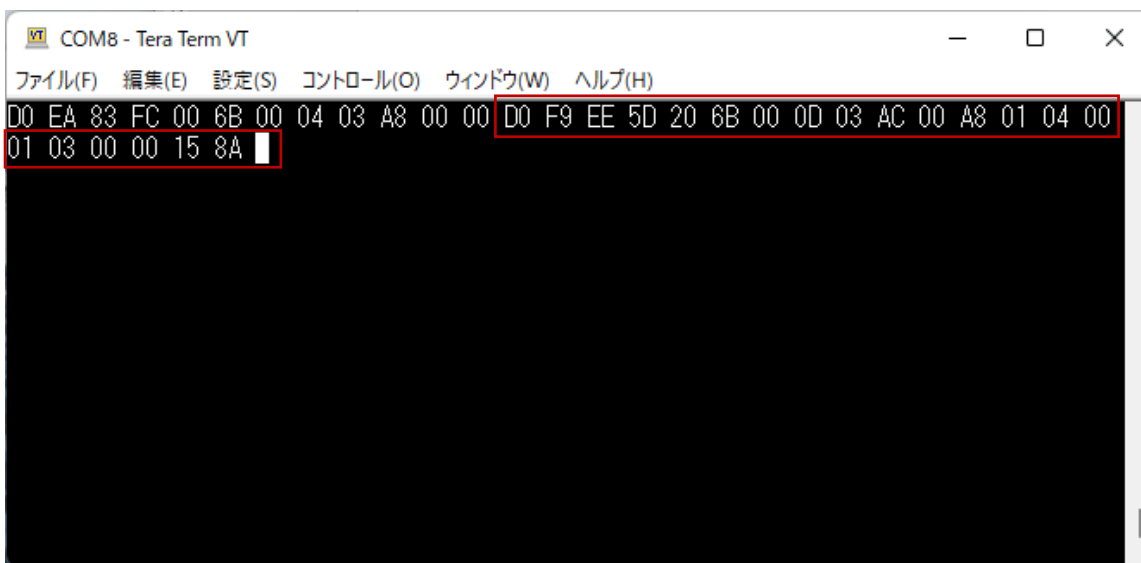 COM8 - Tera Term VT
ファイル(F) 編集(E) 設定(S) コントロール(O) ウィンドウ(W) ヘルプ(H)
D0 EA 83 FC 00 6B 00 04 03 A8 00 00 D0 F9 EE 5D 20 6B 00 0D 03 AC 00 A8 01 04 00
01 03 00 00 15 8A